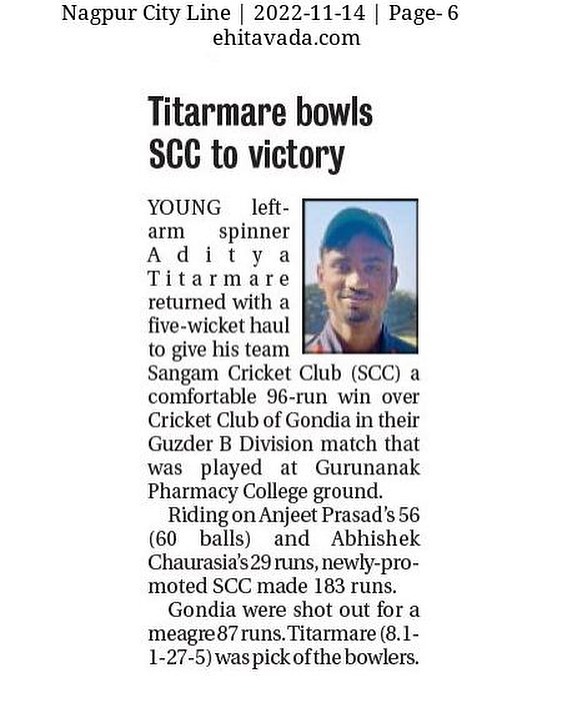 Nagpur City Line | 2022-11-14 | Page- 6
ehitavada.com
Titarmare bowls
SCC to victory
YOUNG left-
arm spinner
Aditya
Titarmare
returned with a
five-wicket haul
to give his team
Sangam Cricket Club (SCC) a
comfortable 96-run win over
Cricket Club of Gondia in their
Guzder B Division match that
was played at Gurunanak
Pharmacy College ground.
Riding on Anjeet Prasad's 56
(60 balls) and Abhishek
Chaurasia's 29 runs, newly-pro-
moted SCC made 183 runs.
Gondia were shot out for a
meagre 87 runs. Titarmare (8.1-
1-27-5) was pick of the bowlers.